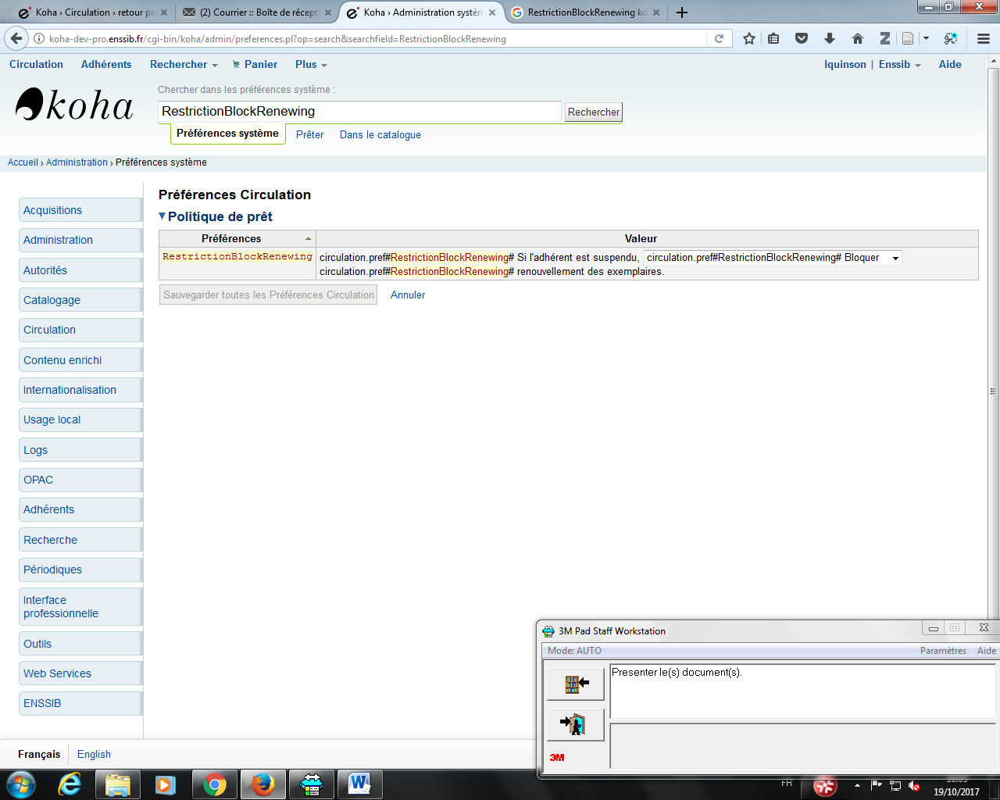 Koha › Circulation › retour po
(2) Courrier :: Boîte de récept
Koha › Administration systèm
RestrictionBlockRenewing ko
koha-dev-pro.enssib.fr/cgi-bin/koha/admin/preferences.pl?op=search&searchfield=RestrictionBlockRenewing
Circulation Adhérents Rechercher Panier Plus
lquinson | Enssib Aide
koha
Chercher dans les préférences système :
RestrictionBlockRenewing
Rechercher
Préférences système Prêter Dans le catalogue
Accueil › Administration › Préférences système
Acquisitions
Administration
Autorités
Catalogage
Circulation
Contenu enrichi
Internationalisation
Usage local
Logs
OPAC
Adhérents
Recherche
Périodiques
Interface
professionnelle
Outils
Web Services
ENSSIB
Préférences Circulation
Politique de prêt
Préférences Valeur
RestrictionBlockRenewing
circulation.pref#RestrictionBlockRenewing# Si l'adhérent est suspendu, circulation.pref#RestrictionBlockRenewing# Bloquer
circulation.pref#RestrictionBlockRenewing# renouvellement des exemplaires.
Sauvegarder toutes les Préférences Circulation Annuler
3M Pad Staff Workstation
Mode: AUTO Paramètres Aide
Presenter le(s) document(s).
3M
Français English
FR
19/10/2017